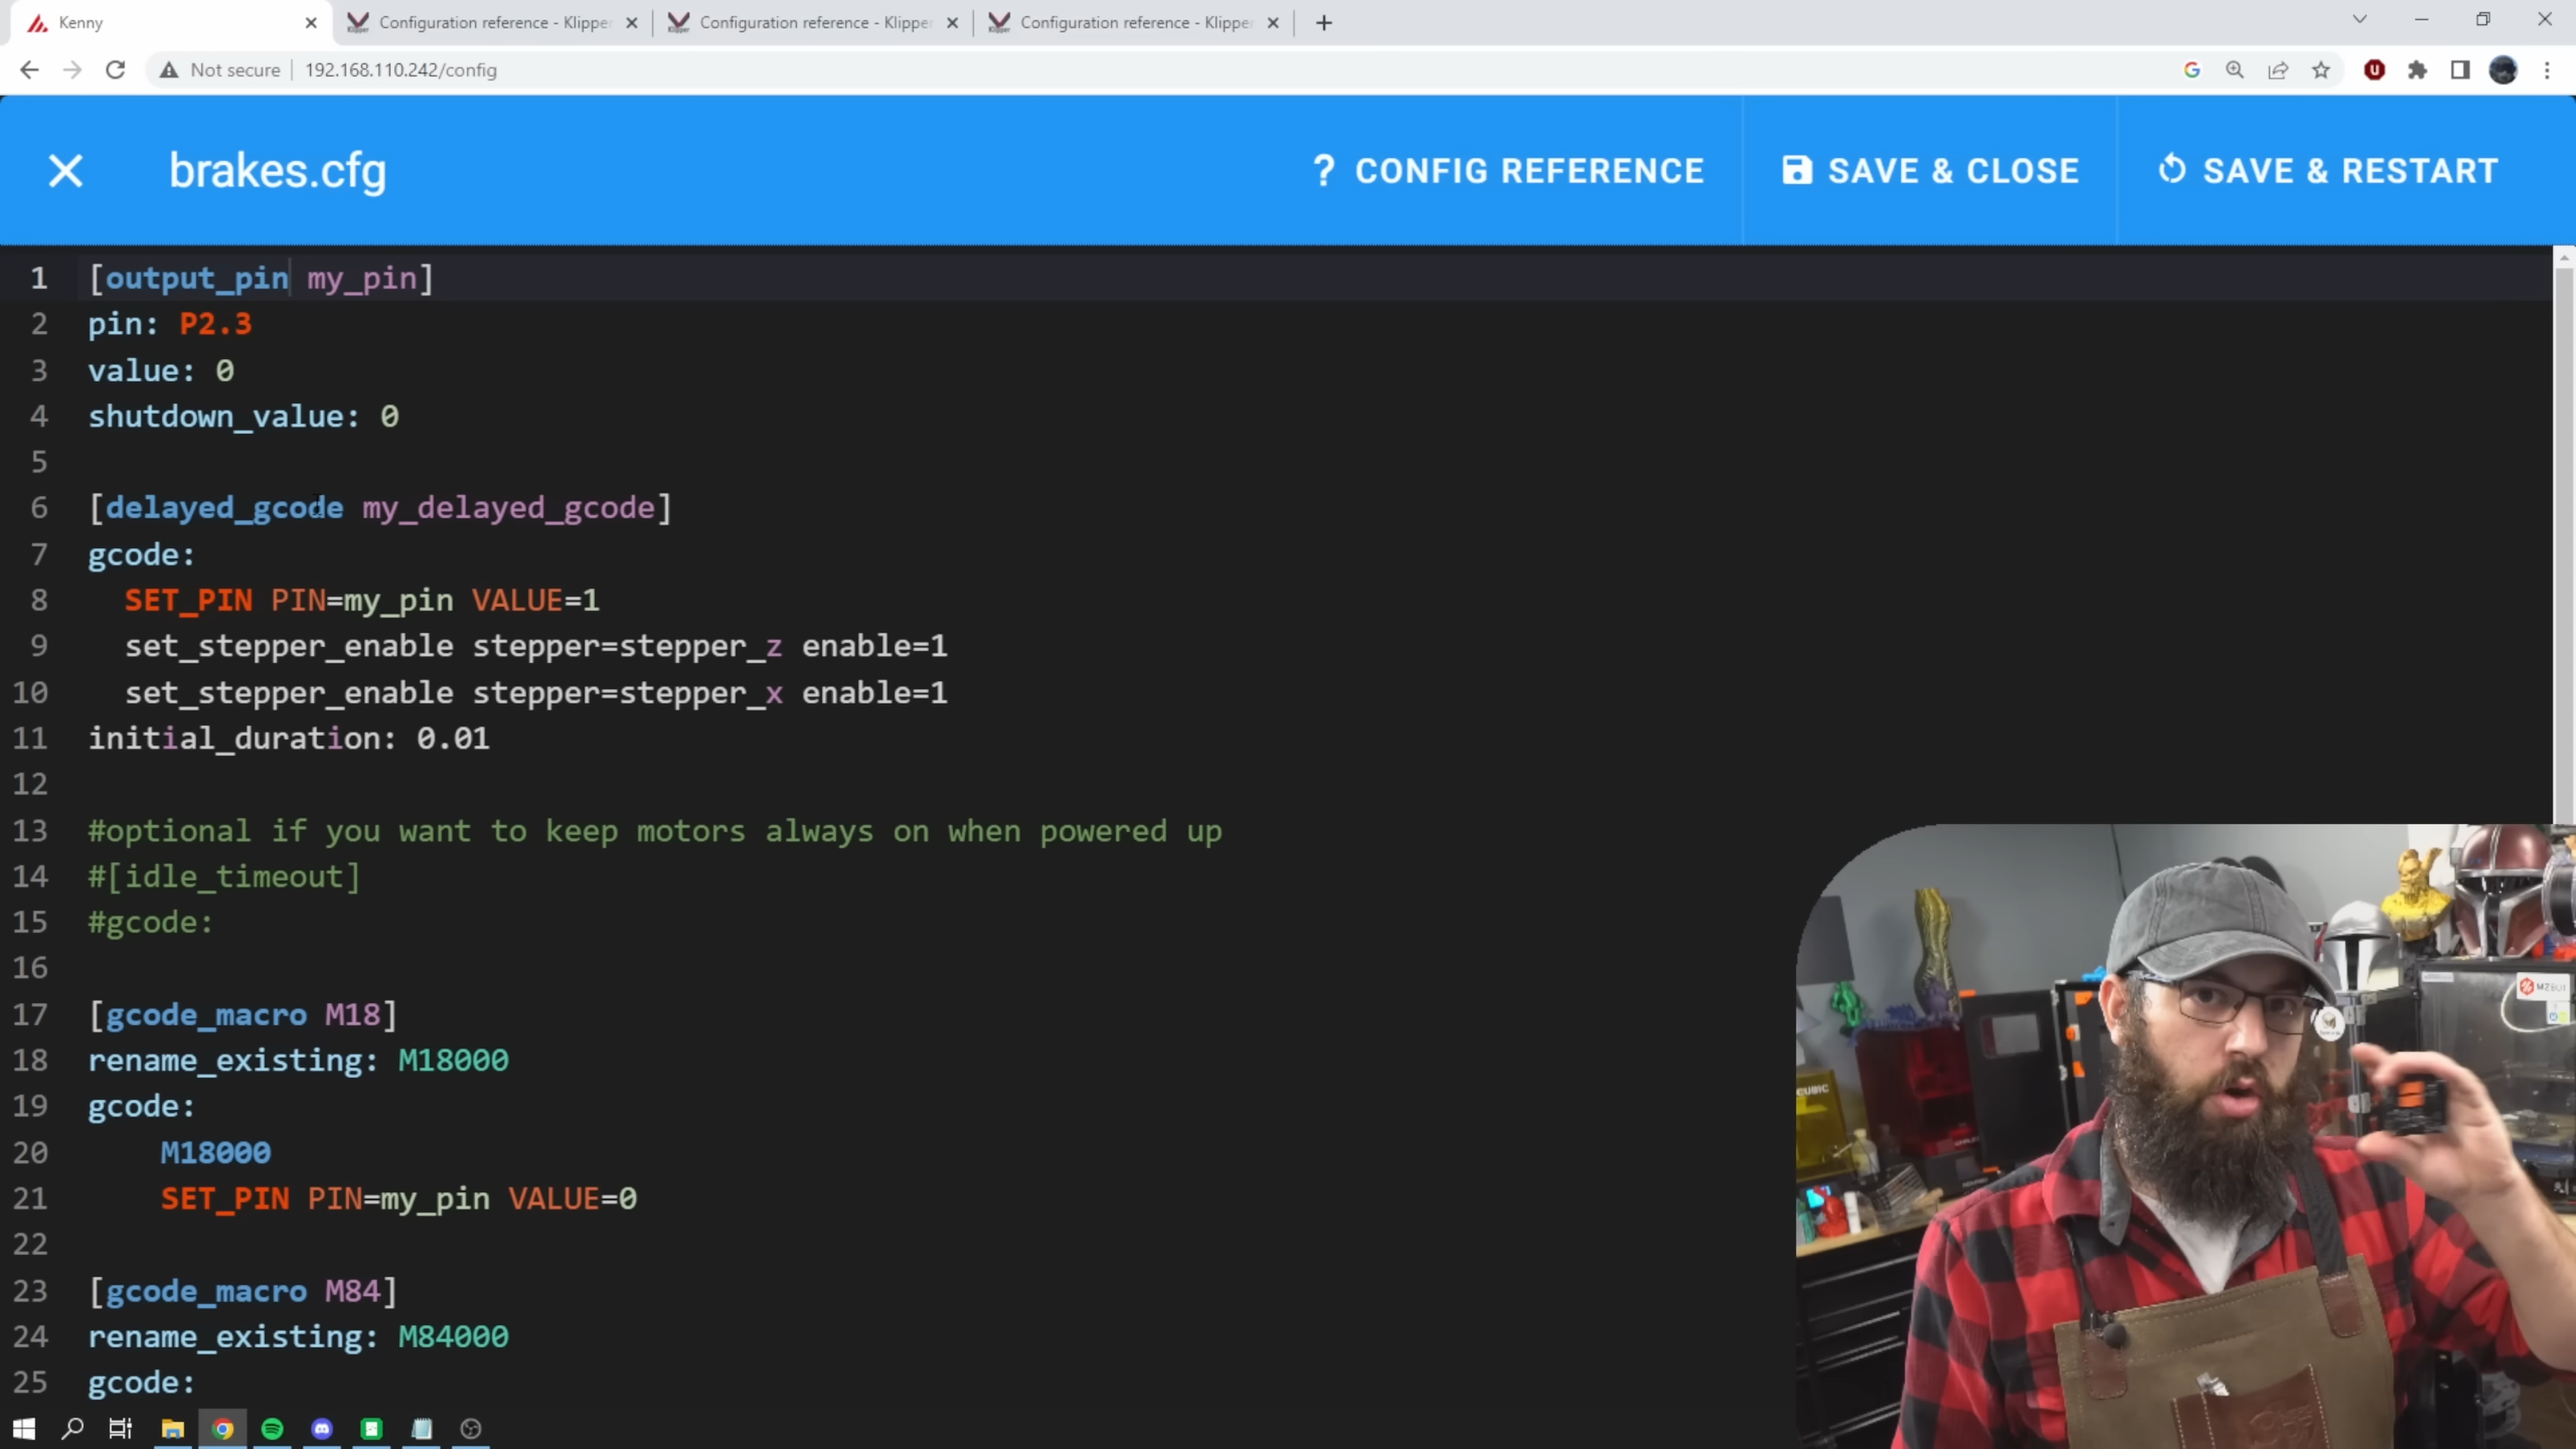 Kenny
Configuration reference - Klipper
Configuration reference - Klipper
Configuration reference - Klipper
Not secure
192.168.110.242/config
brakes.cfg
? CONFIG REFERENCE
SAVE & CLOSE
SAVE & RESTART
1 [output_pin my_pin]
2 pin: P2.3
3 value: 0
4 shutdown_value: 0
5
6 [delayed_gcode my_delayed_gcode]
7 gcode:
8 SET_PIN PIN=my_pin VALUE=1
9 set_stepper_enable stepper=stepper_z enable=1
10 set_stepper_enable stepper=stepper_x enable=1
11 initial_duration: 0.01
12
13 #optional if you want to keep motors always on when powered up
14 #[idle_timeout]
15 #gcode:
16
17 [gcode_macro M18]
18 rename_existing: M18000
19 gcode:
20 M18000
21 SET_PIN PIN=my_pin VALUE=0
22
23 [gcode_macro M84]
24 rename_existing: M84000
25 gcode:
CUBIC